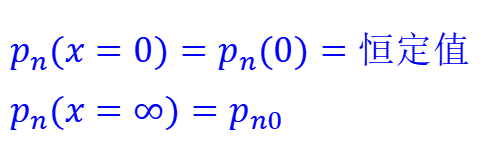 pₙ(x = 0) = pₙ(0) = 恒定值
pₙ(x = ∞) = pₙ₀